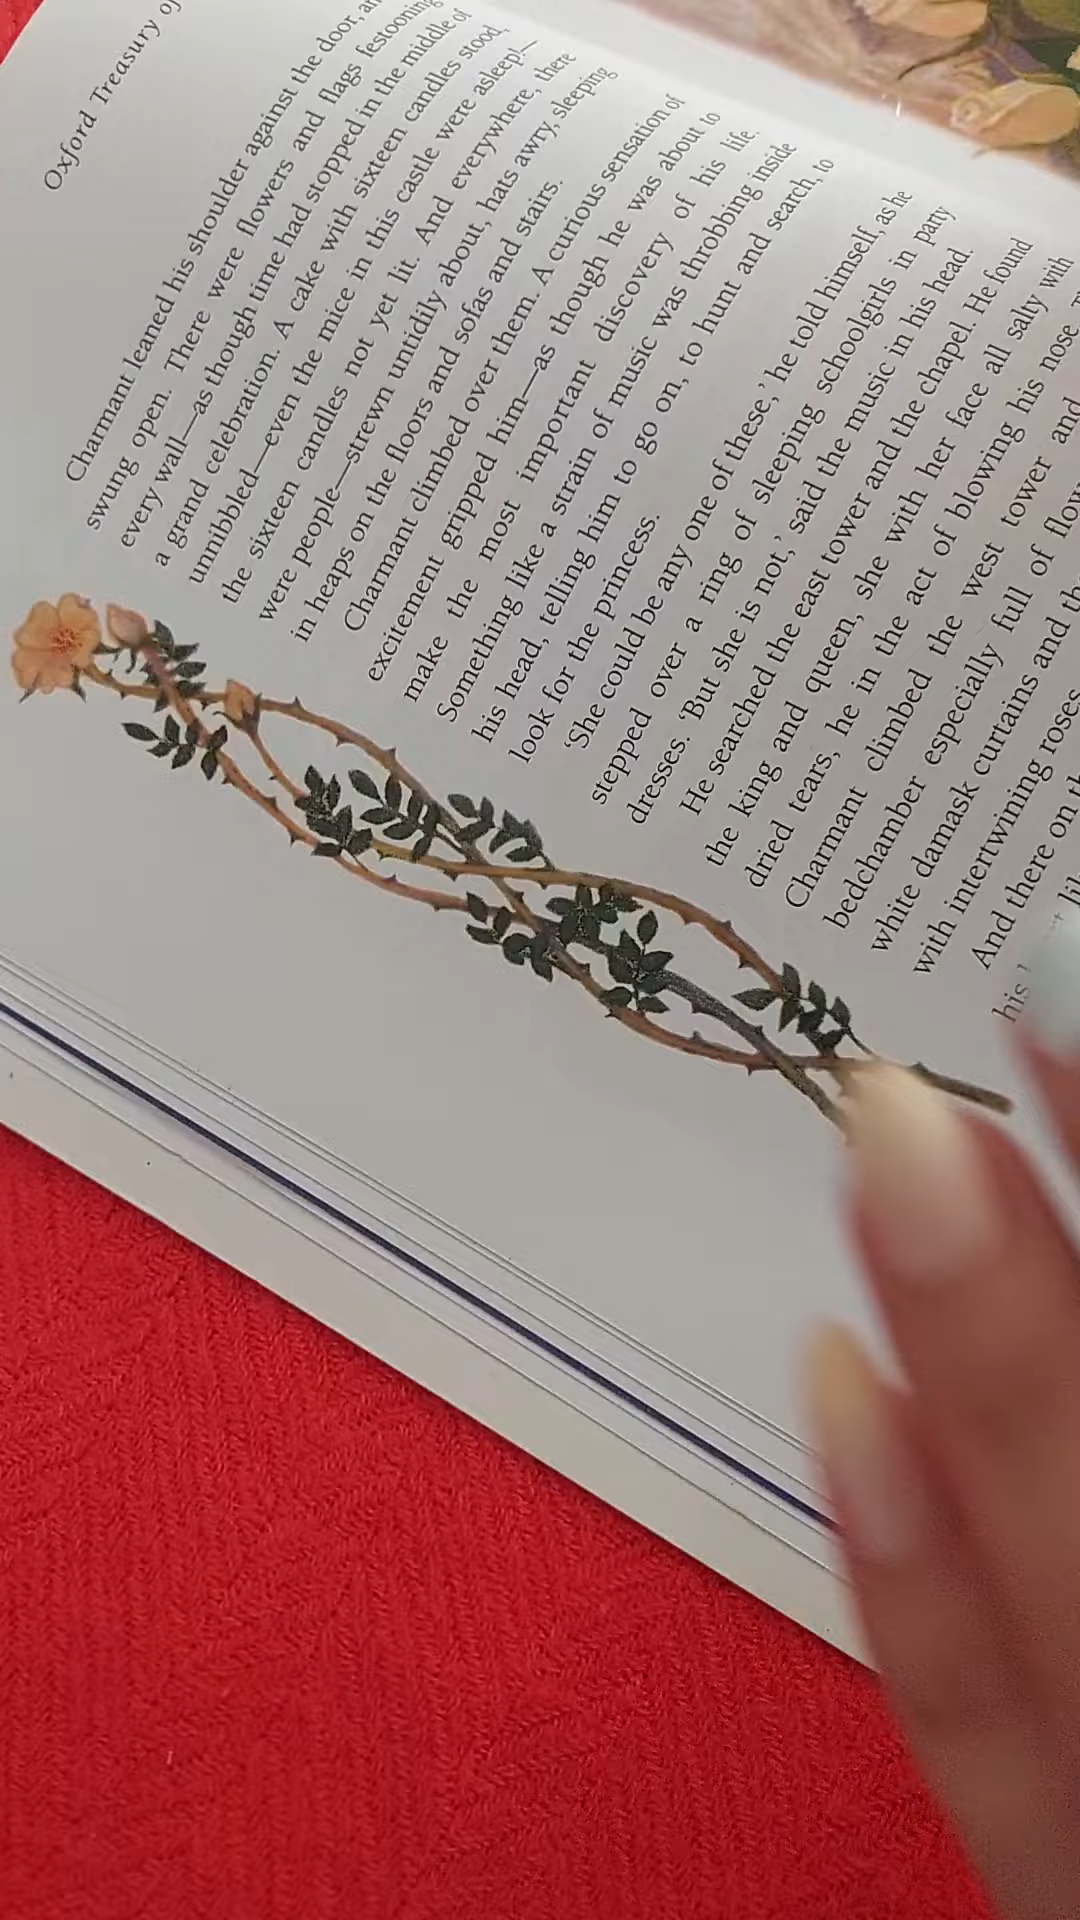 Oxford Treasury of
Charmant leaned his shoulder against the door, an
swung open. There were flowers and flags festooning
every wall—as though time had stopped in the middle of
a grand celebration. A cake with sixteen candles stood,
unnibbled—even the mice in this castle were asleep!—
the sixteen candles not yet lit. And everywhere, there
were people—strewn untidily about, hats awry, sleeping
in heaps on the floors and sofas and stairs.
Charmant climbed over them. A curious sensation of
excitement gripped him—as though he was about to
make the most important discovery of his life.
Something like a strain of music was throbbing inside
his head, telling him to go on, to hunt and search, to
look for the princess.
‘She could be any one of these,’ he told himself, as he
stepped over a ring of sleeping schoolgirls in party
dresses. ‘But she is not,’ said the music in his head.
He searched the east tower and the chapel. He found
the king and queen, she with her face all salty with
dried tears, he in the act of blowing his nose.
Charmant climbed the west tower and
bedchamber especially full of
white damask curtains and
with intertwining roses
And there on
his